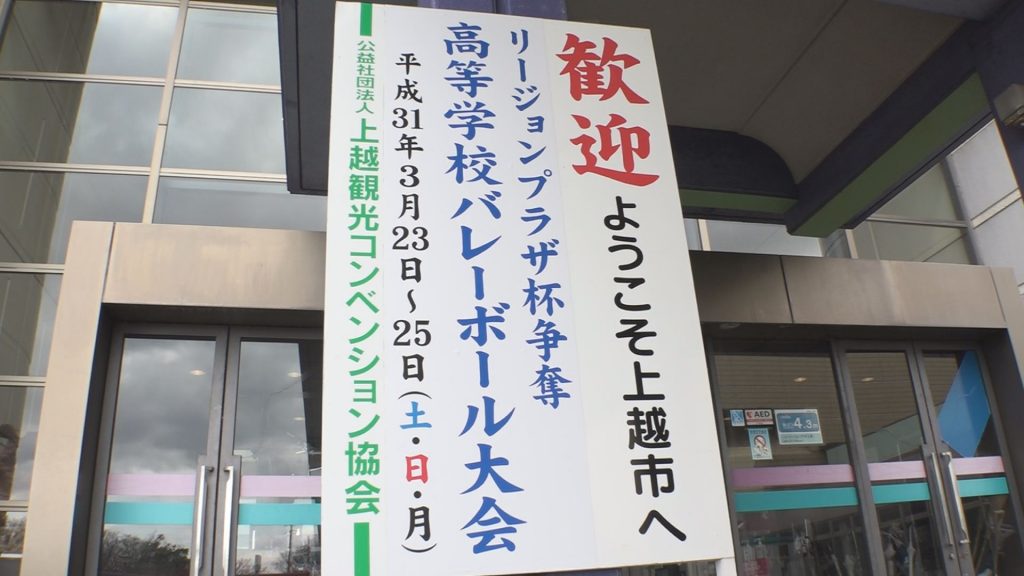 歓迎ようこそ上越市へ
リージョンプラザ杯争奪
高等学校バレーボール大会
平成31年3月23日～25日(土・日・月)
公益社団法人上越観光コンベンション協会
AED
4.3